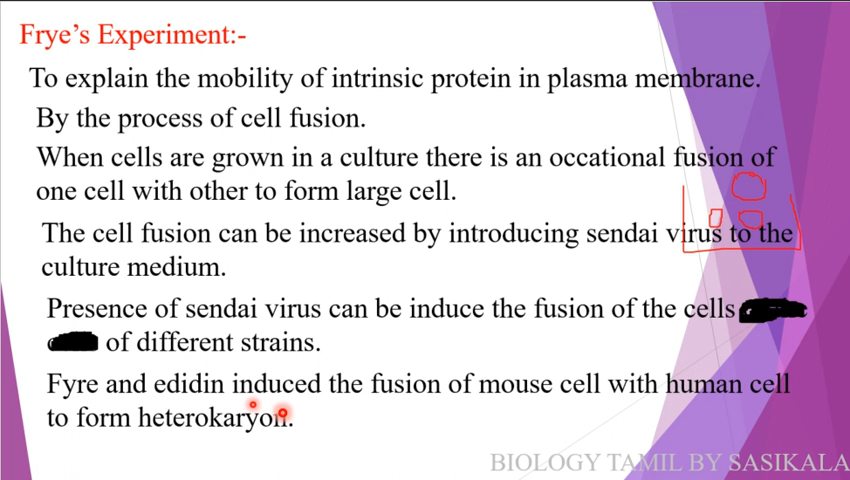 Frye's Experiment:-
To explain the mobility of intrinsic protein in plasma membrane.
By the process of cell fusion.
When cells are grown in a culture there is an occational fusion of
one cell with other to form large cell.
The cell fusion can be increased by introducing sendai virus to the
culture medium.
Presence of sendai virus can be induce the fusion of the cells
of different strains.
Fyre and edidin induced the fusion of mouse cell with human cell
to form heterokaryon.
BIOLOGY TAMIL BY SASIKALA